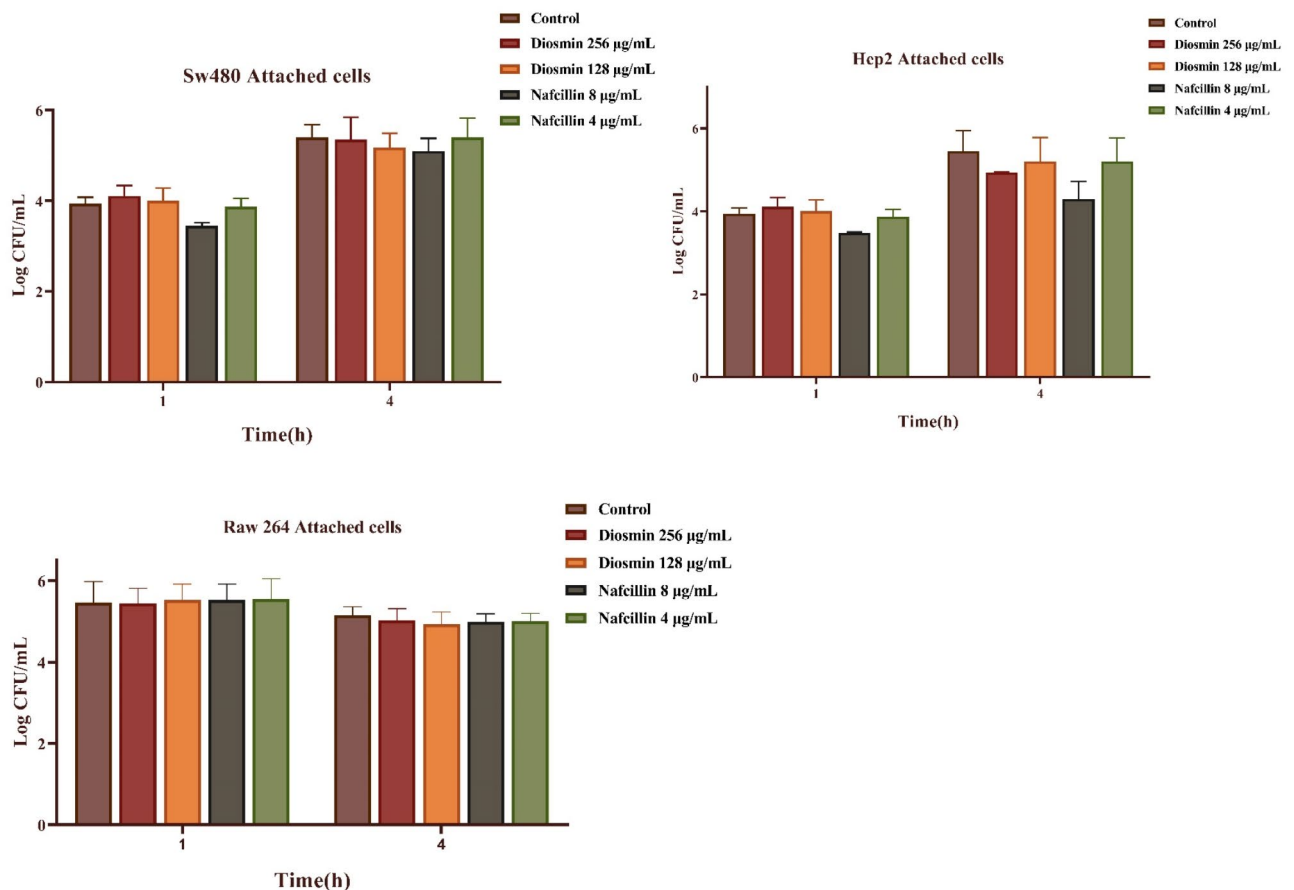 Sw480 Attached cells
Control
Diosmin 256 µg/mL
Diosmin 128 µg/mL
Nafcillin 8 µg/mL
Nafcillin 4 µg/mL
Log CFU/mL
6
4
2
0
1
4
Time(h)
Hcp2 Attached cells
Control
Diosmin 256 µg/mL
Diosmin 128 µg/mL
Nafcillin 8 µg/mL
Nafcillin 4 µg/mL
Log CFU/mL
6
4
2
0
1
4
Time(h)
Raw 264 Attached cells
Control
Diosmin 256 µg/mL
Diosmin 128 µg/mL
Nafcillin 8 µg/mL
Nafcillin 4 µg/mL
Log CFU/mL
6
4
2
0
1
4
Time(h)